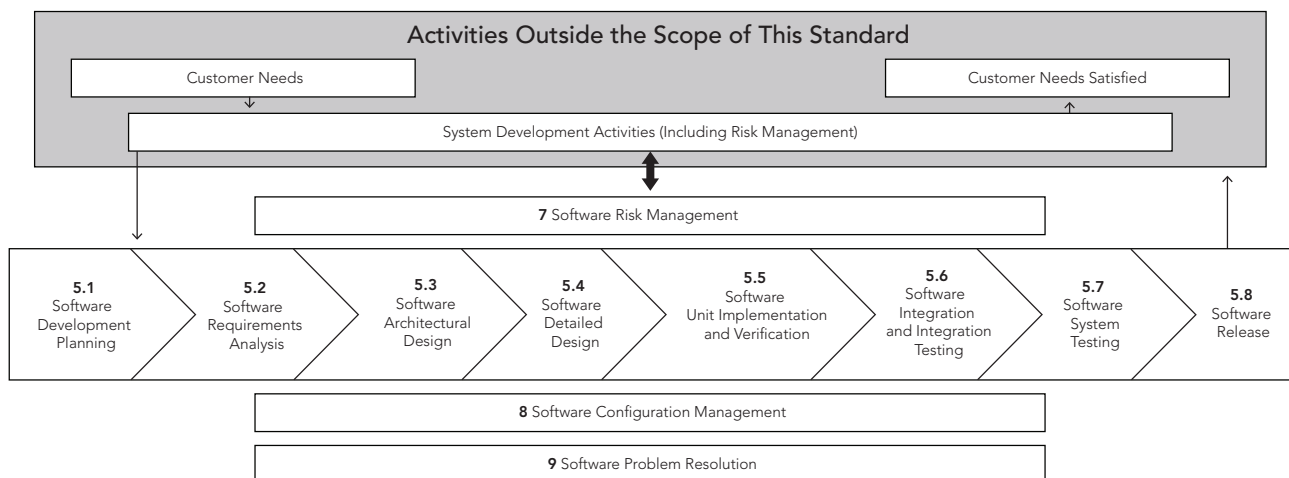 Activities Outside the Scope of This Standard
Customer Needs
Customer Needs Satisfied
System Development Activities (Including Risk Management)
7 Software Risk Management
5.1
Software
Development
Planning
5.2
Software
Requirements
Analysis
5.3
Software
Architectural
Design
5.4
Software
Detailed
Design
5.5
Software
Unit Implementation
and Verification
5.6
Software
Integration
and Integration
Testing
5.7
Software
System
Testing
5.8
Software
Release
8 Software Configuration Management
9 Software Problem Resolution